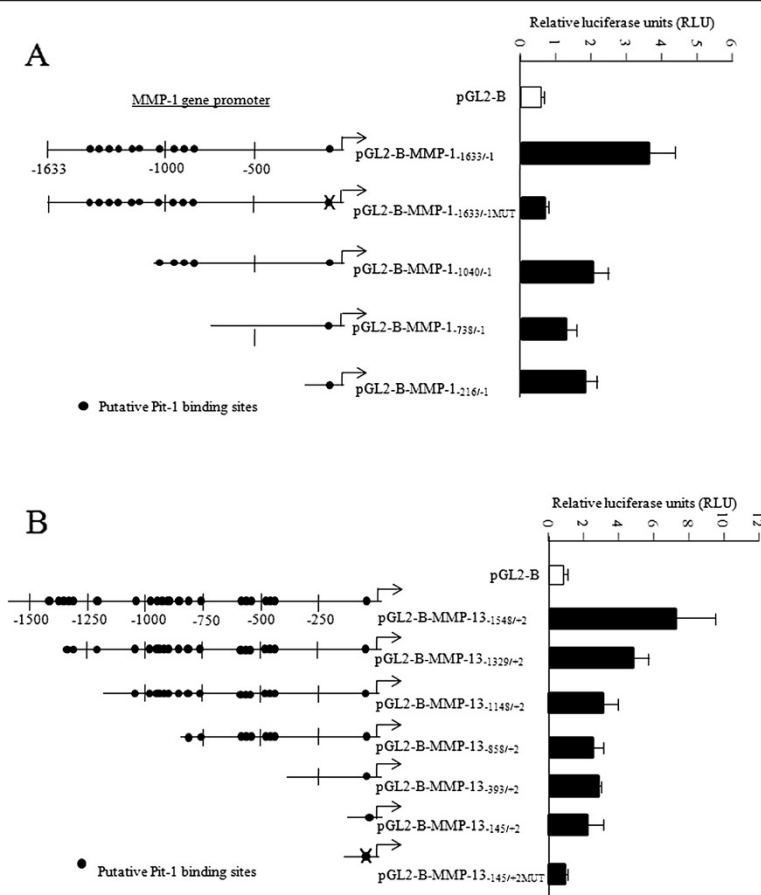 Relative luciferase units (RLU)
0 1 2 3 4 5 6
A
MMP-1 gene promoter
pGL2-B
pGL2-B-MMP-1-1633/-1
-1633 -1000 -500
pGL2-B-MMP-1-1633/-1MUT
pGL2-B-MMP-1-1040/-1
pGL2-B-MMP-1-738/-1
pGL2-B-MMP-1-216/-1
Putative Pit-1 binding sites
Relative luciferase units (RLU)
0 2 4 6 8 10 12
B
pGL2-B
pGL2-B-MMP-13-1548/+2
-1500 -1250 -1000 -750 -500 -250
pGL2-B-MMP-13-1329/+2
pGL2-B-MMP-13-1148/+2
pGL2-B-MMP-13-858/+2
pGL2-B-MMP-13-393/+2
pGL2-B-MMP-13-145/+2
pGL2-B-MMP-13-145/+2MUT
Putative Pit-1 binding sites